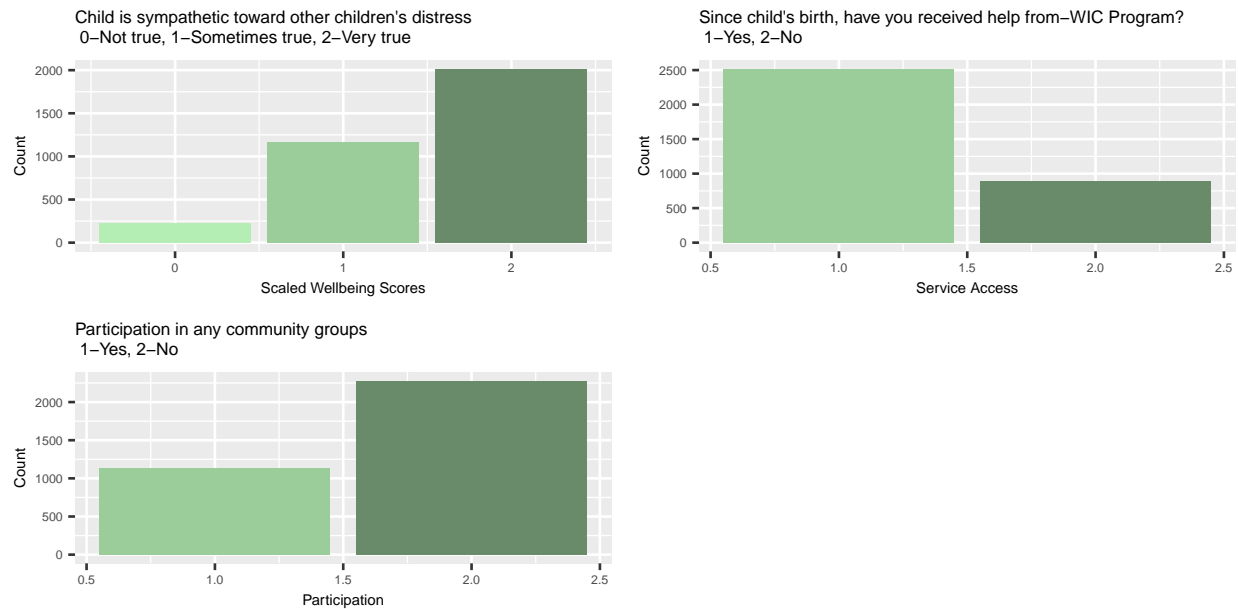 Child is sympathetic toward other children's distress
0−Not true, 1−Sometimes true, 2−Very true
2000
1500
1000
500
0
Count
0 1 2
Scaled Wellbeing Scores
Since child's birth, have you received help from−WIC Program?
1−Yes, 2−No
2500
2000
1500
1000
500
0
Count
0.5 1.0 1.5 2.0 2.5
Service Access
Participation in any community groups
1−Yes, 2−No
2000
1500
1000
500
0
Count
0.5 1.0 1.5 2.0 2.5
Participation